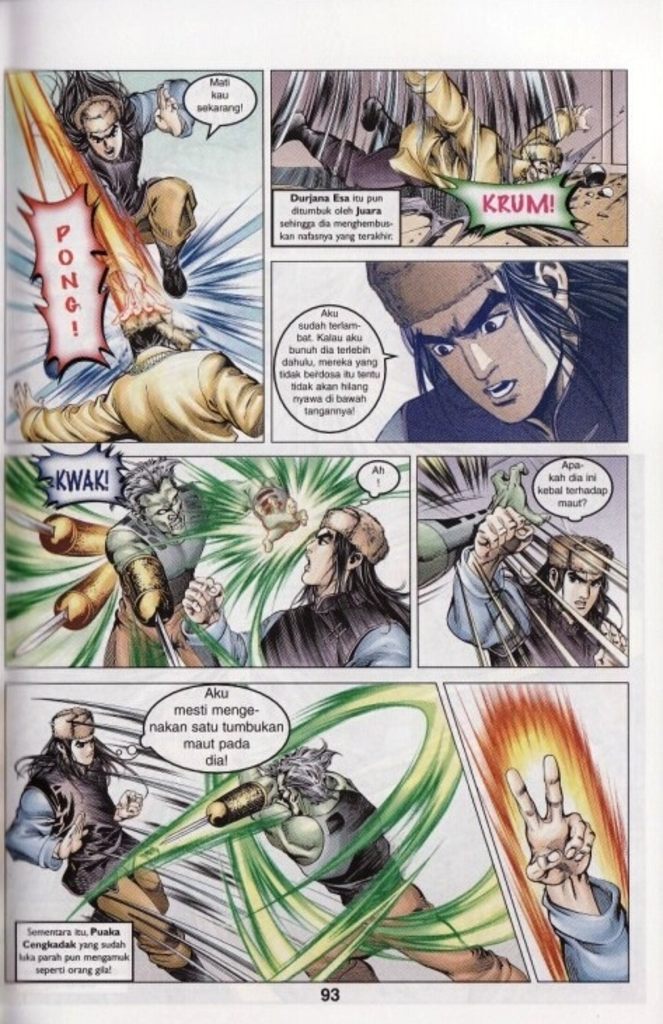 Mati
kau
sekarang!
PONG!
Durjana Esa itu pun
ditumbuk oleh Juara
sehingga dia menghembus-
kan nafasnya yang terakhir.
KRUM!
Aku
sudah terlam-
bat. Kalau aku
bunuh dia terlebih
dahulu, mereka yang
tidak berdosa itu tentu
tidak akan hilang
nyawa di bawah
tangannya!
KWAK!
Ah
!
Apa-
kah dia ini
kebal terhadap
maut?
Aku
mesti menge-
nakan satu tumbukan
maut pada
dia!
Sementara itu, Puaka
Cengkadak yang sudah
luka parah pun mengamuk
seperti orang gila!
93